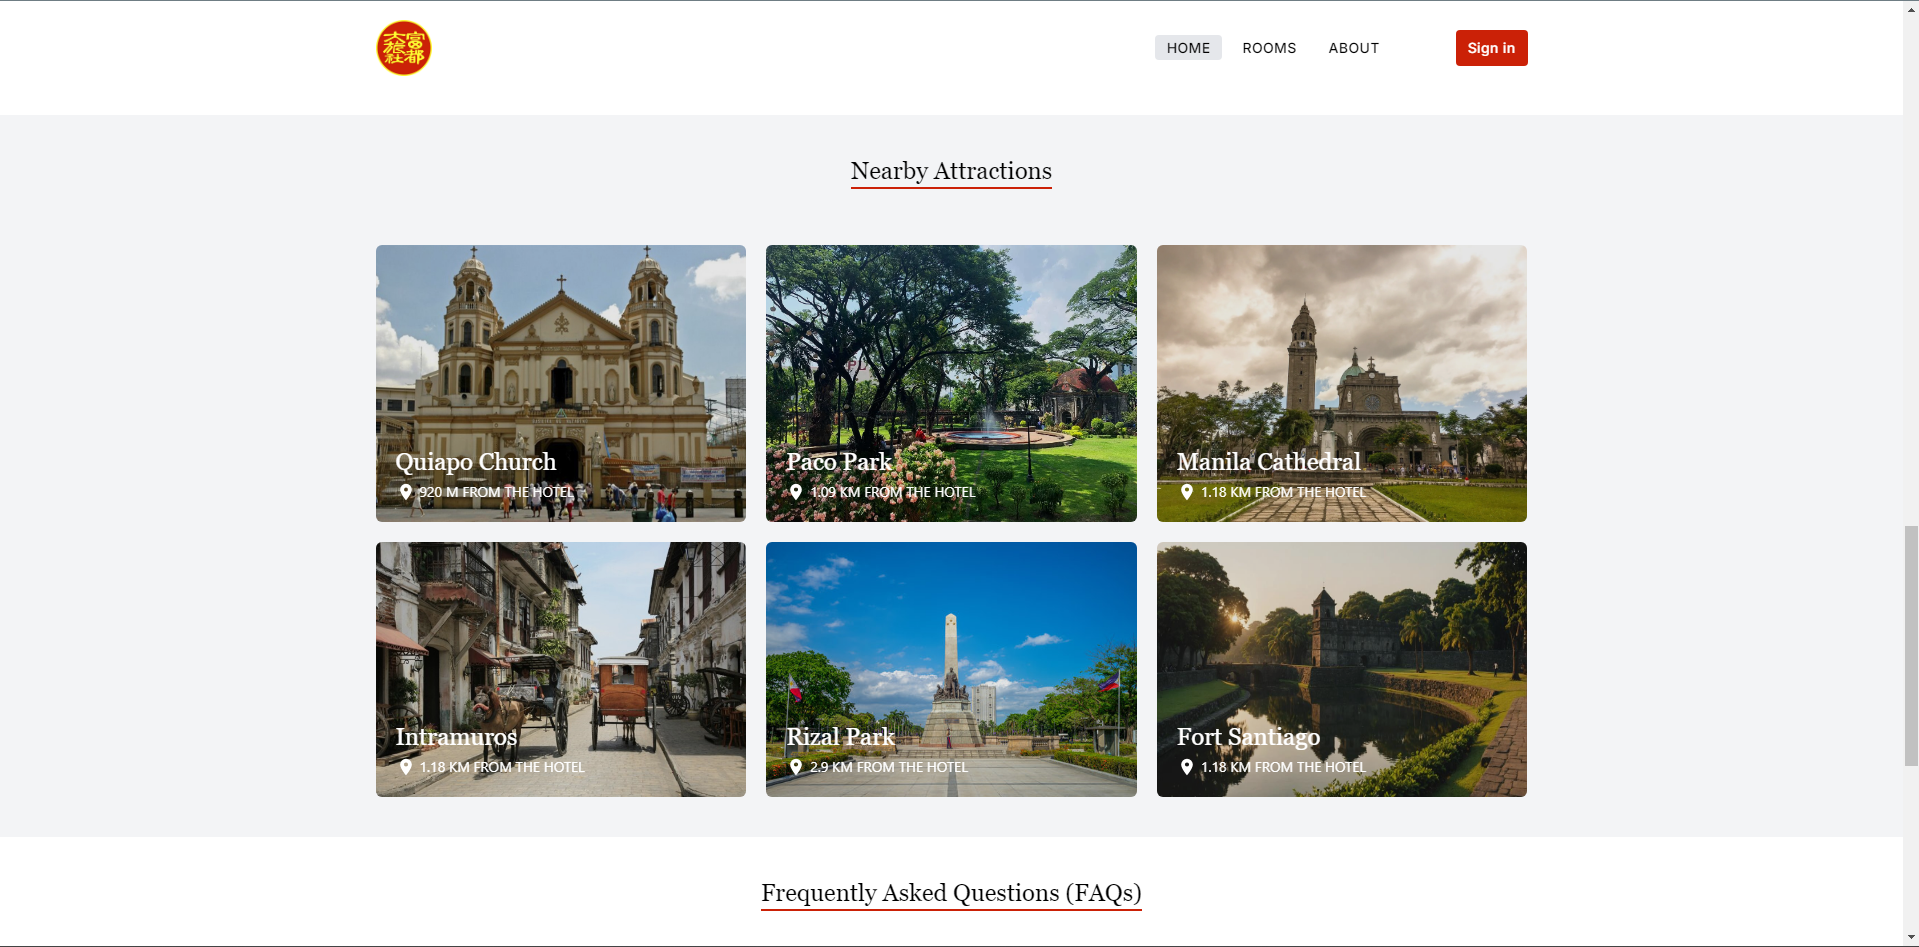 大旅社
富都
HOME
ROOMS
ABOUT
Sign in
Nearby Attractions
Quiapo Church
920 M FROM THE HOTEL
Paco Park
1.09 KM FROM THE HOTEL
Manila Cathedral
1.18 KM FROM THE HOTEL
Intramuros
1.18 KM FROM THE HOTEL
Rizal Park
2.9 KM FROM THE HOTEL
Fort Santiago
1.18 KM FROM THE HOTEL
Frequently Asked Questions (FAQs)